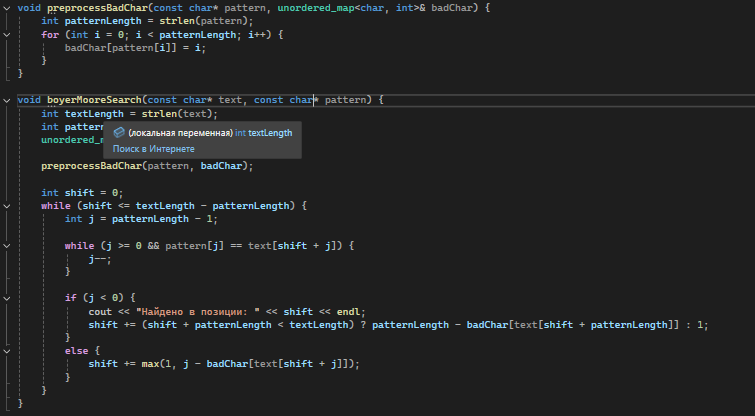 void preprocessBadChar(const char* pattern, unordered_map<char, int>& badChar) {
    int patternLength = strlen(pattern);
    for (int i = 0; i < patternLength; i++) {
        badChar[pattern[i]] = i;
    }
}
void boyerMooreSearch(const char* text, const char* pattern) {
    int textLength = strlen(text);
    int pattern
(локальная переменная) int textLength
    unordered_m
Поиск в Интернете
    preprocessBadChar(pattern, badChar);
    int shift = 0;
    while (shift <= textLength - patternLength) {
        int j = patternLength - 1;
        while (j >= 0 && pattern[j] == text[shift + j]) {
            j--;
        }
        if (j < 0) {
            cout << "Найдено в позиции: " << shift << endl;
            shift += (shift + patternLength < textLength) ? patternLength - badChar[text[shift + patternLength]] : 1;
        }
        else {
            shift += max(1, j - badChar[text[shift + j]]);
        }
    }
}